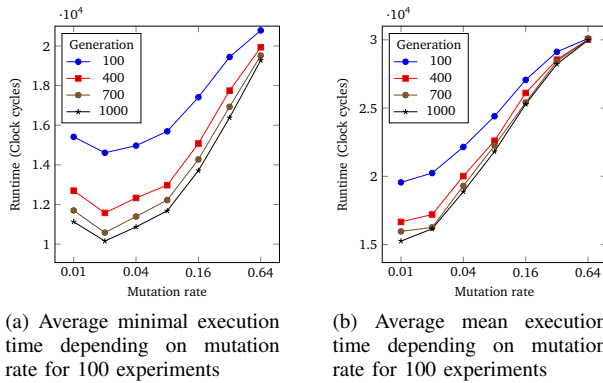 ·10⁴
2
1.8
1.6
1.4
1.2
1
Runtime (Clock cycles)
Generation
100
400
700
1000
0.01 0.04 0.16 0.64
Mutation rate
(a) Average minimal execution
time depending on mutation
rate for 100 experiments
·10⁴
3
2.5
2
1.5
Runtime (Clock cycles)
Generation
100
400
700
1000
0.01 0.04 0.16 0.64
Mutation rate
(b) Average mean execution
time depending on mutation
rate for 100 experiments